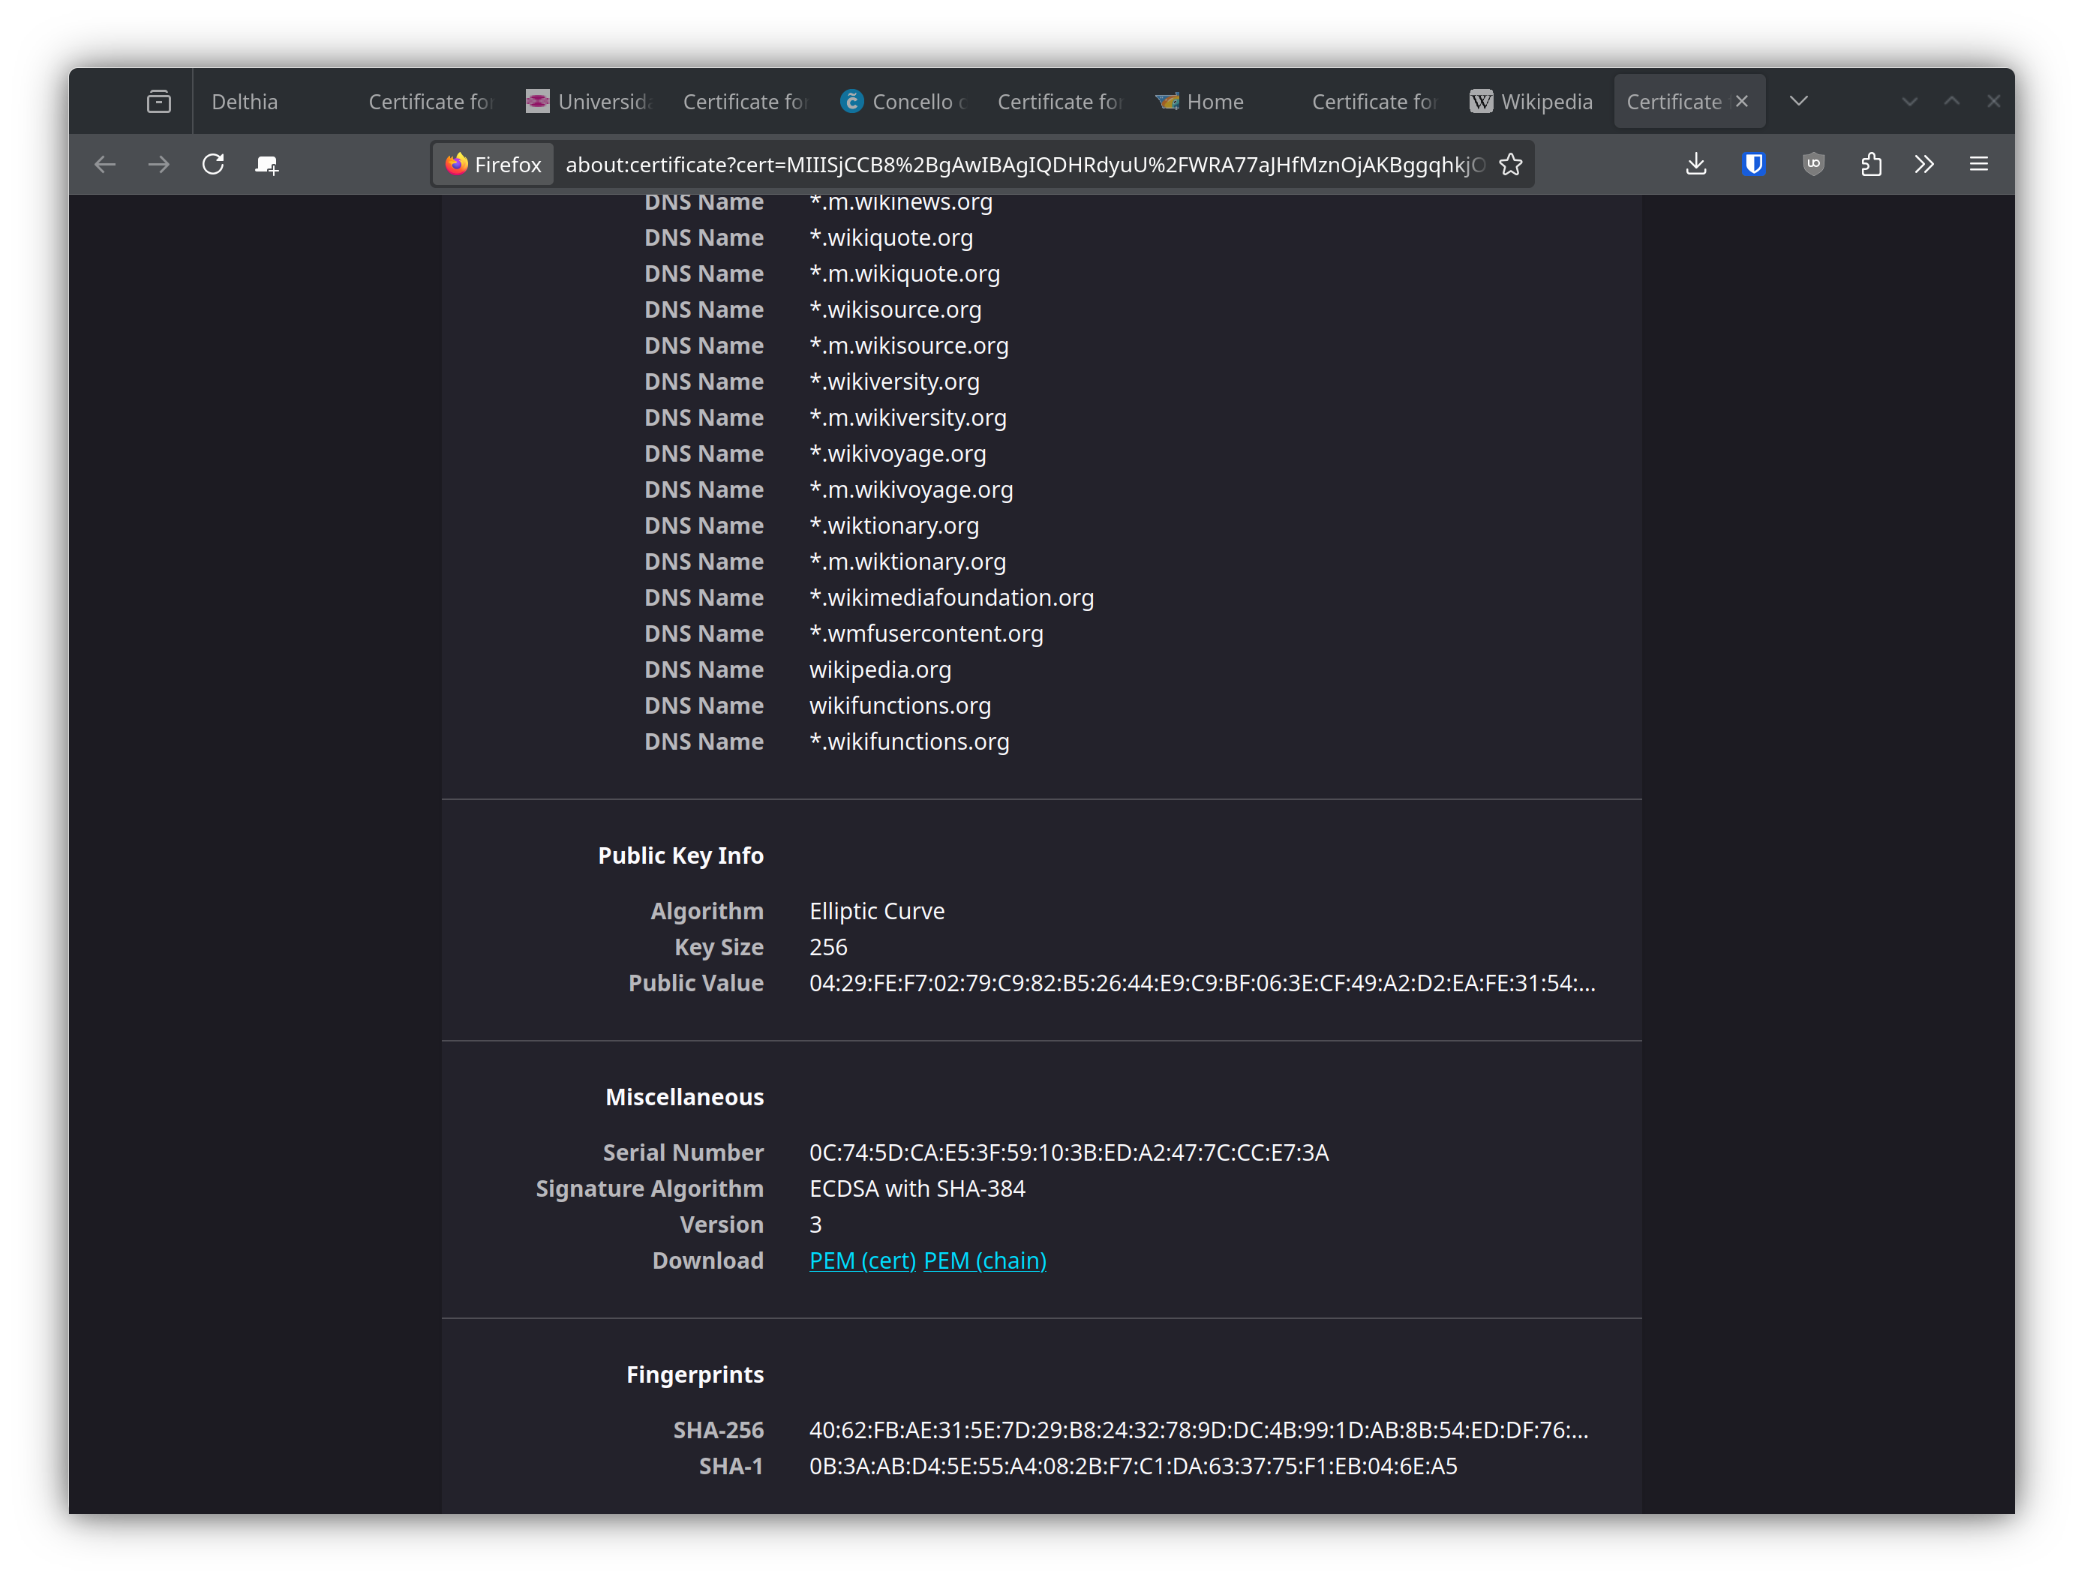 Delthia Certificate for Universida Certificate for Concello Certificate for Home Certificate for Wikipedia Certificate
Firefox about:certificate?cert=MIIISjCCB8%2BgAwIBAgIQDHRdyuU%2FWRA77aJHfMznOjAKBggqhkjO
DNS Name *.m.wikinews.org
DNS Name *.wikiquote.org
DNS Name *.m.wikiquote.org
DNS Name *.wikisource.org
DNS Name *.m.wikisource.org
DNS Name *.wikiversity.org
DNS Name *.m.wikiversity.org
DNS Name *.wikivoyage.org
DNS Name *.m.wikivoyage.org
DNS Name *.wiktionary.org
DNS Name *.m.wiktionary.org
DNS Name *.wikimediafoundation.org
DNS Name *.wmfusercontent.org
DNS Name wikipedia.org
DNS Name wikifunctions.org
DNS Name *.wikifunctions.org
Public Key Info
Algorithm Elliptic Curve
Key Size 256
Public Value 04:29:FE:F7:02:79:C9:82:B5:26:44:E9:C9:BF:06:3E:CF:49:A2:D2:EA:FE:31:54:…
Miscellaneous
Serial Number 0C:74:5D:CA:E5:3F:59:10:3B:ED:A2:47:7C:CC:E7:3A
Signature Algorithm ECDSA with SHA-384
Version 3
Download PEM (cert) PEM (chain)
Fingerprints
SHA-256 40:62:FB:AE:31:5E:7D:29:B8:24:32:78:9D:DC:4B:99:1D:AB:8B:54:ED:DF:76:…
SHA-1 0B:3A:AB:D4:5E:55:A4:08:2B:F7:C1:DA:63:37:75:F1:EB:04:6E:A5